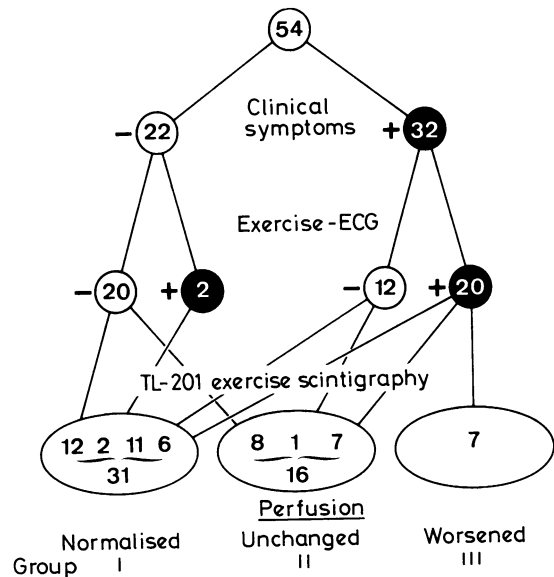 54
Clinical
symptoms
- 22
+ 32
Exercise-ECG
- 20
+ 2
- 12
+ 20
TL-201 exercise scintigraphy
12 2 11 6
31
8 1 7
16
7
Perfusion
Normalised
Unchanged
Worsened
Group I
II
III